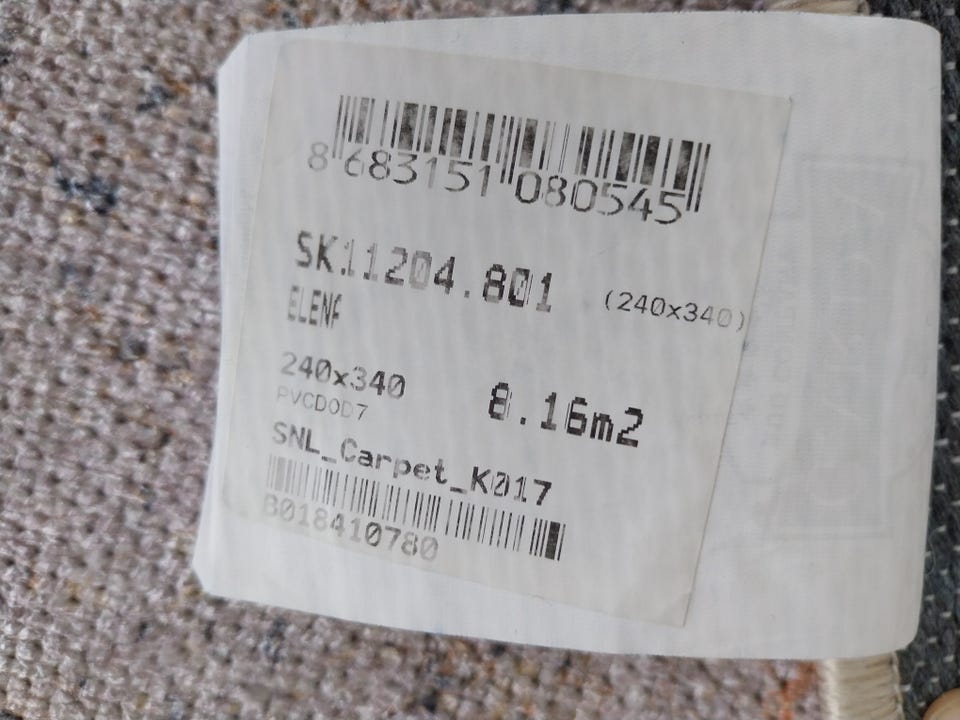 8 683151 080545
SK11204.801 (240x340)
ELENA
240x340 8.16m2
PVCDOD7
SNL_Carpet_K017
B018410780